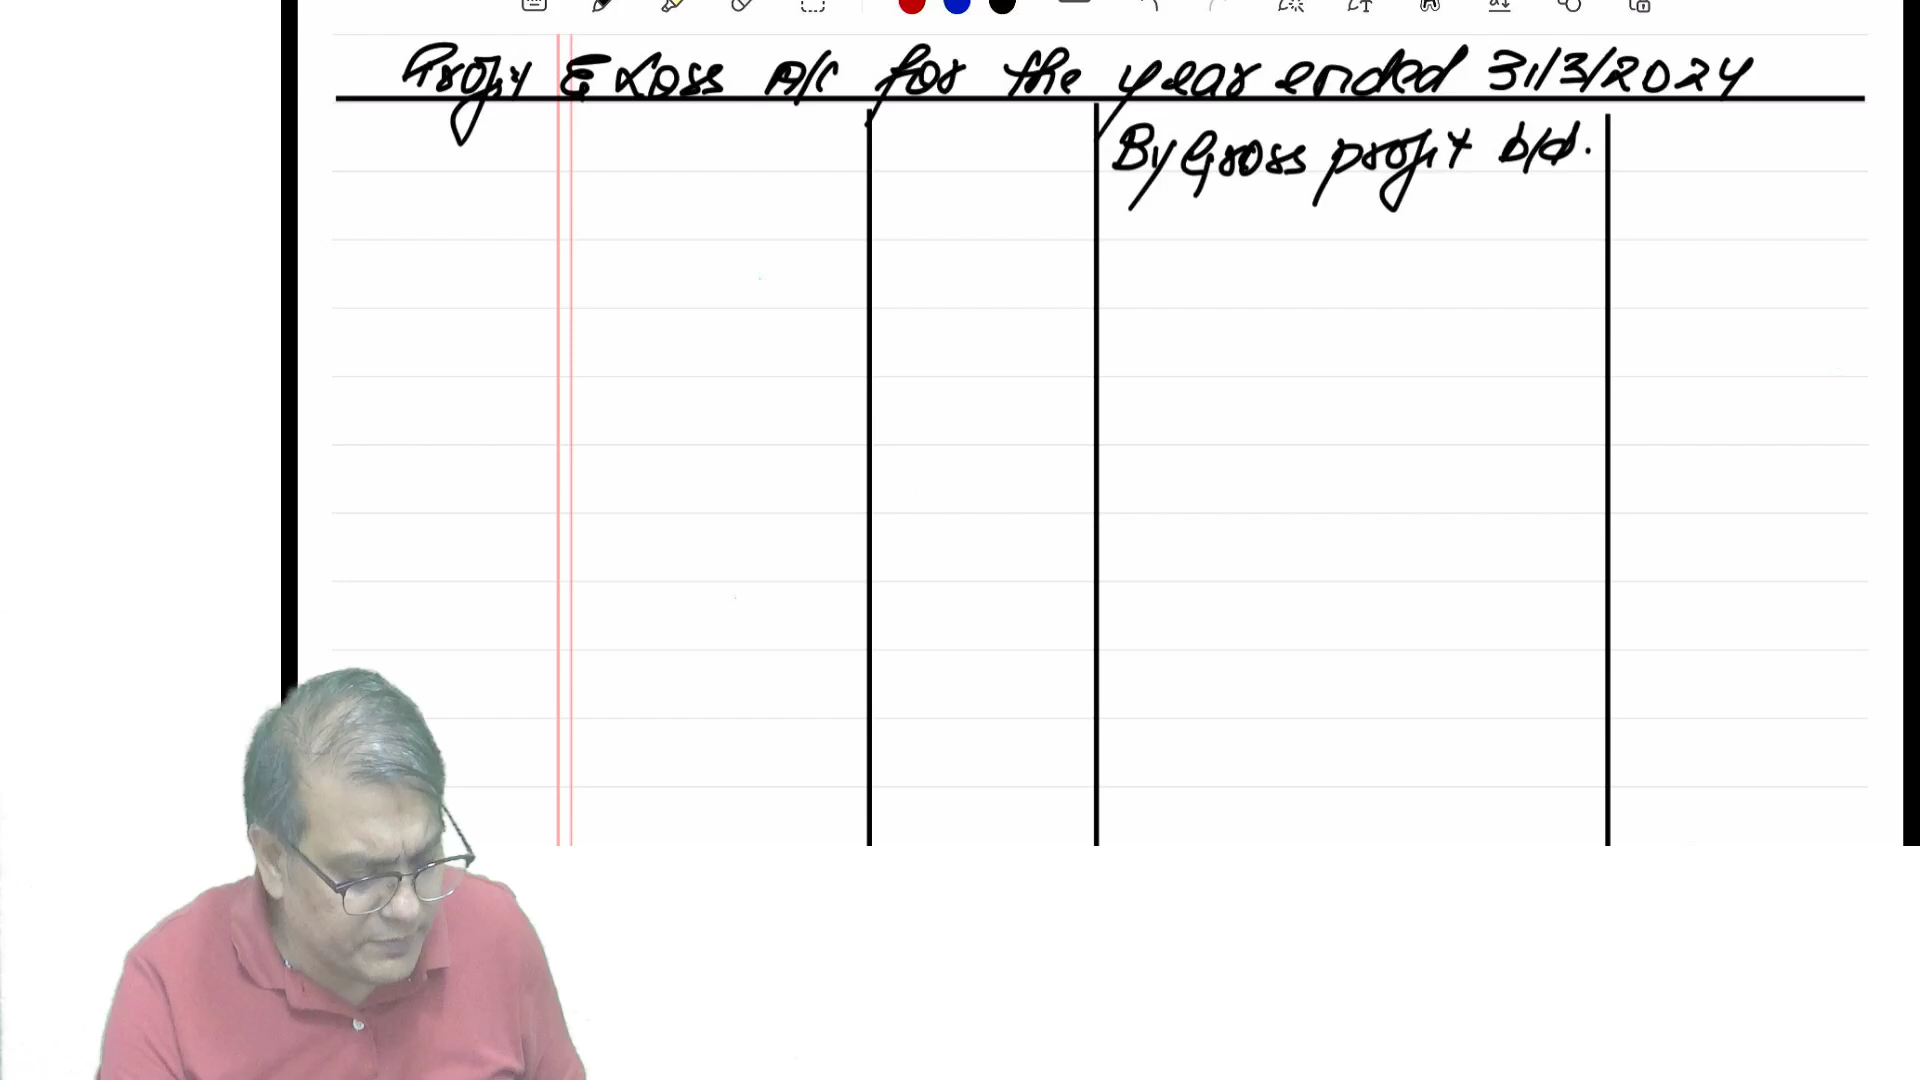 Profit & Loss A/c for the year ended 31/3/2024
By Gross profit b/d.